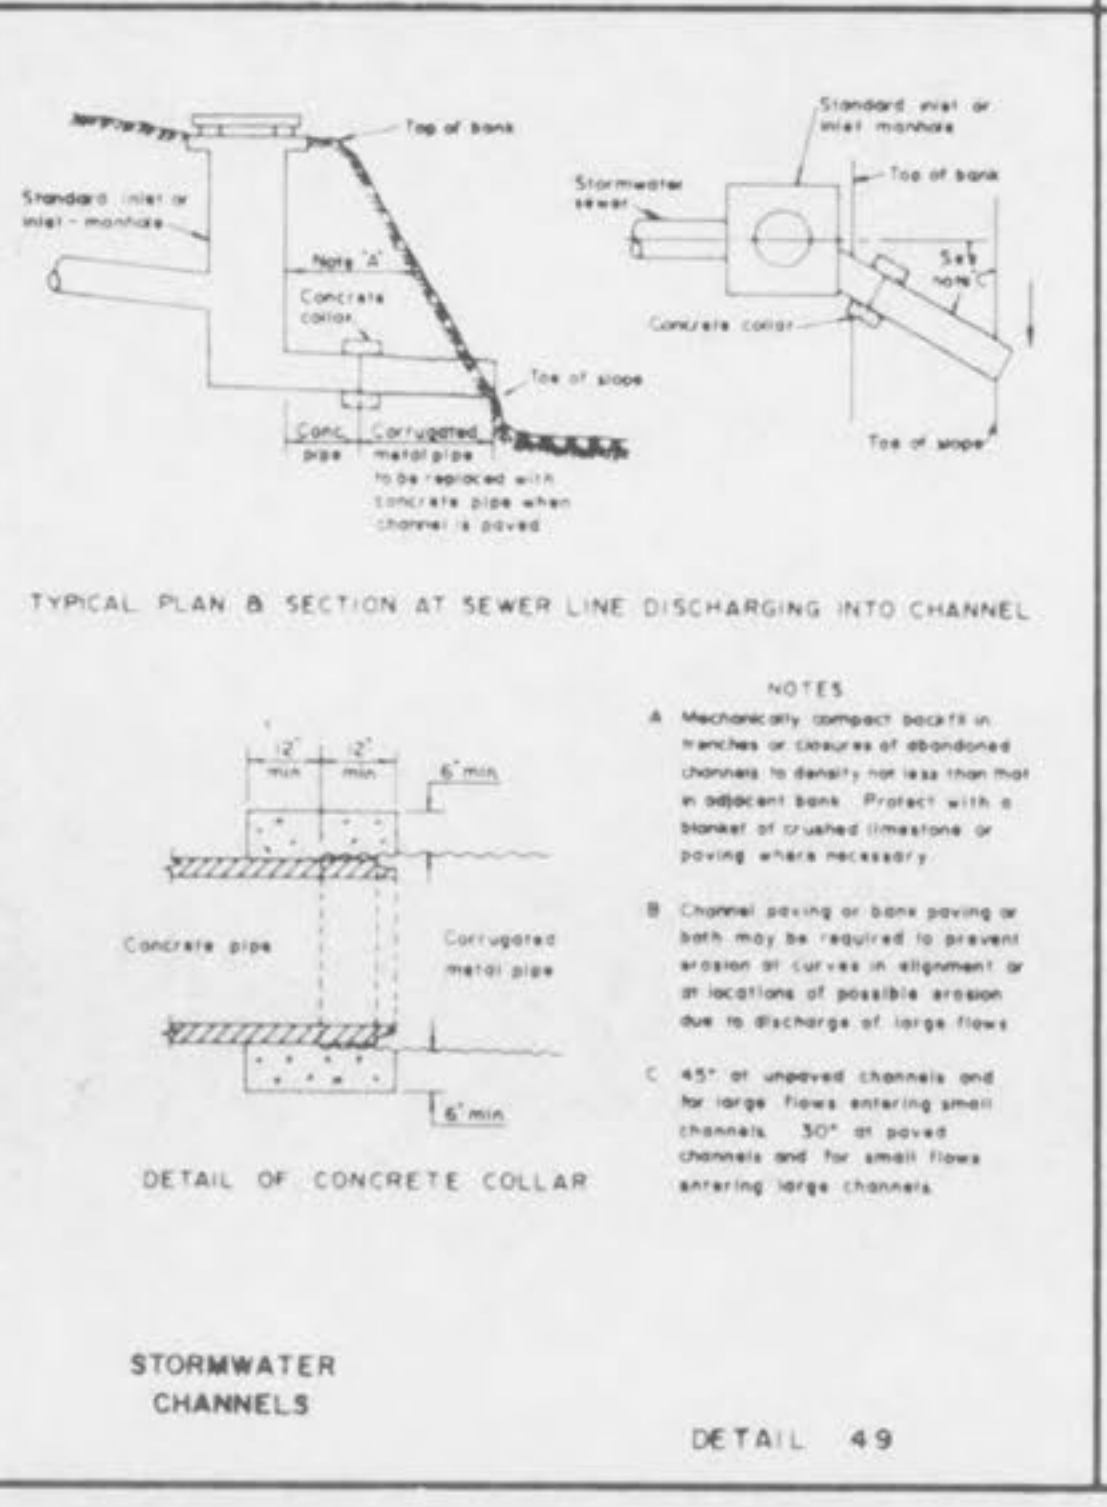 Top of bank
Standard inlet or
inlet - manhole
Note "A"
Concrete
collar
Toe of slope
Conc.
pipe
Corrugated
metal pipe
to be replaced with
concrete pipe when
channel is paved
Standard inlet or
inlet manhole
Top of bank
Stormwater
sewer
See
note "C"
Concrete collar
Toe of slope
TYPICAL PLAN & SECTION AT SEWER LINE DISCHARGING INTO CHANNEL
12"
min
12"
min
6" min
Concrete pipe
Corrugated
metal pipe
6" min
DETAIL OF CONCRETE COLLAR
NOTES
A Mechanically compact backfill in
trenches or closures of abandoned
channels to density not less than that
in adjacent bank. Protect with a
blanket of crushed limestone or
paving where necessary.
B Channel paving or bank paving or
both may be required to prevent
erosion at curves in alignment or
at locations of possible erosion
due to discharge of large flows
C 45° at unpaved channels and
for large flows entering small
channels. 30° at paved
channels and for small flows
entering large channels.
STORMWATER
CHANNELS
DETAIL 49